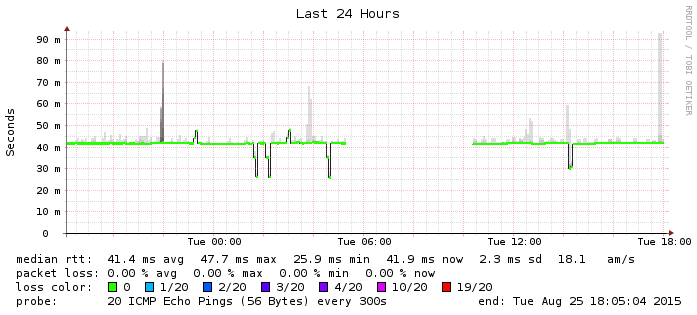 Last 24 Hours
RRDTOOL / TOBI OETIKER
Seconds
90 m
80 m
70 m
60 m
50 m
40 m
30 m
20 m
10 m
0
Tue 00:00 Tue 06:00 Tue 12:00 Tue 18:00
median rtt: 41.4 ms avg 47.7 ms max 25.9 ms min 41.9 ms now 2.3 ms sd 18.1 am/s
packet loss: 0.00 % avg 0.00 % max 0.00 % min 0.00 % now
loss color: 0 1/20 2/20 3/20 4/20 10/20 19/20
probe: 20 ICMP Echo Pings (56 Bytes) every 300s end: Tue Aug 25 18:05:04 2015